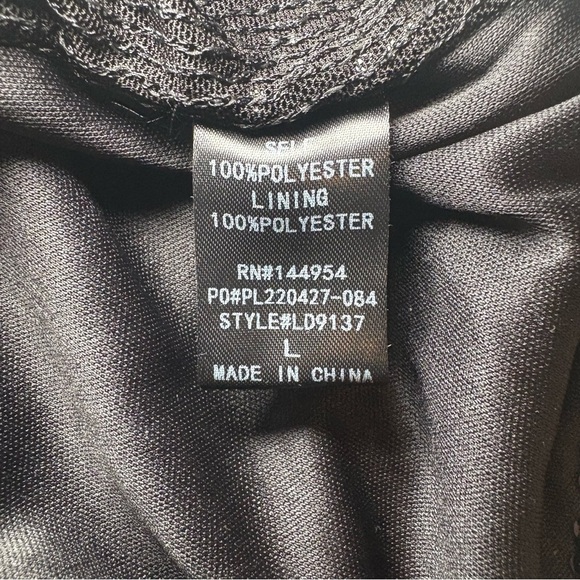 SELF
100%POLYESTER
LINING
100%POLYESTER
RN#144954
PO#PL220427-084
STYLE#LD9137
L
MADE IN CHINA